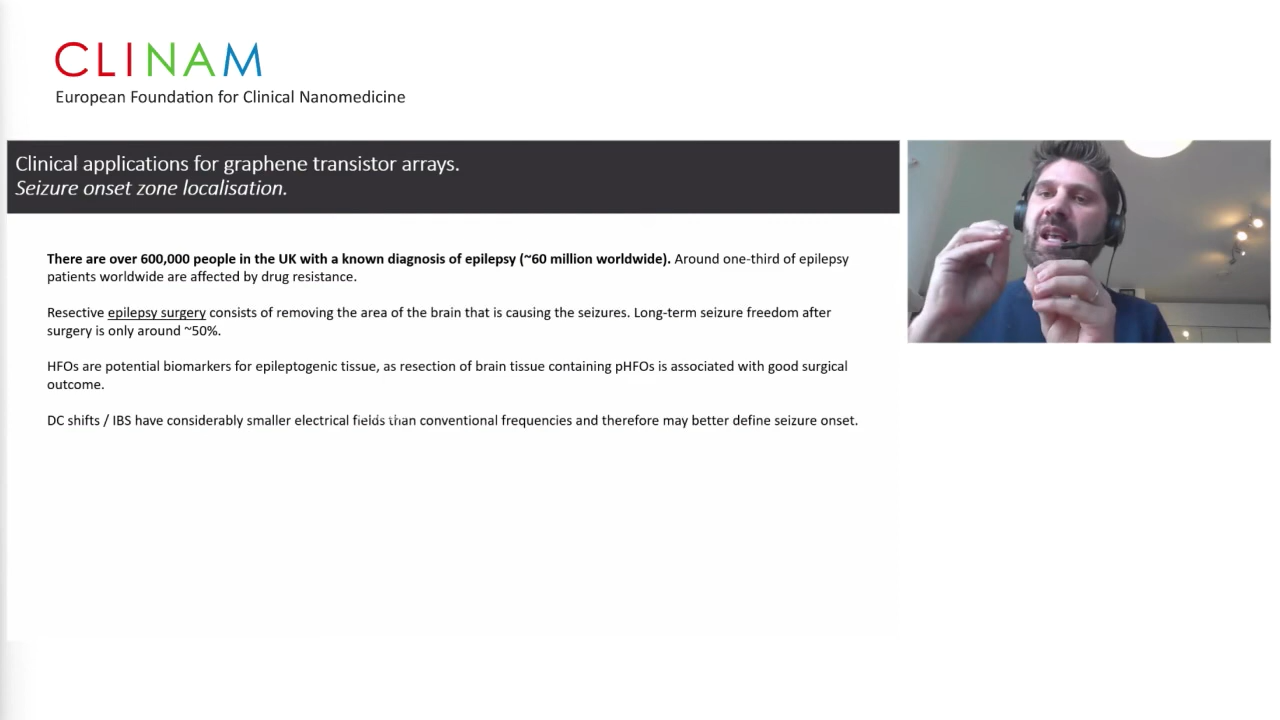 CLINAM
European Foundation for Clinical Nanomedicine
Clinical applications for graphene transistor arrays.
Seizure onset zone localisation.
There are over 600,000 people in the UK with a known diagnosis of epilepsy (~60 million worldwide). Around one-third of epilepsy
patients worldwide are affected by drug resistance.
Resective epilepsy surgery consists of removing the area of the brain that is causing the seizures. Long-term seizure freedom after
surgery is only around ~50%.
HFOs are potential biomarkers for epileptogenic tissue, as resection of brain tissue containing pHFOs is associated with good surgical
outcome.
DC shifts / IBS have considerably smaller electrical fields than conventional frequencies and therefore may better define seizure onset.